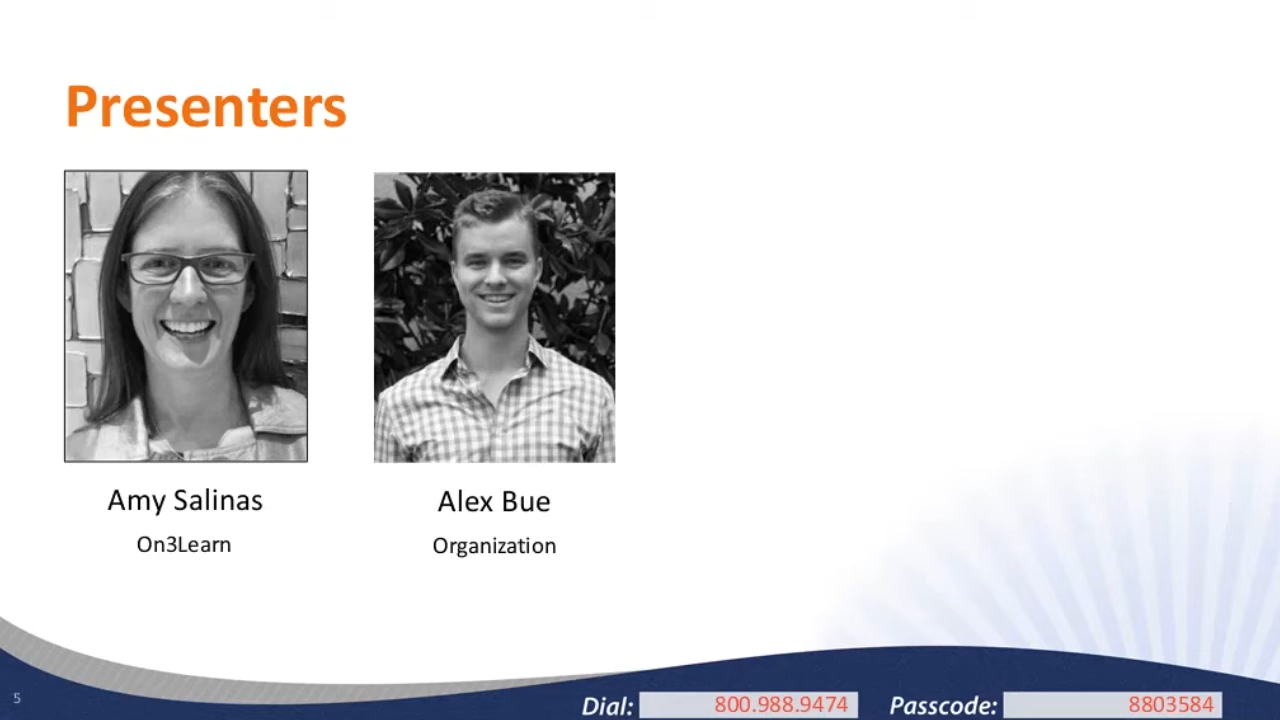 Presenters
Amy Salinas
Alex Bue
On3Learn
Organization
5
Dial: 800.988.9474 Passcode: 8803584